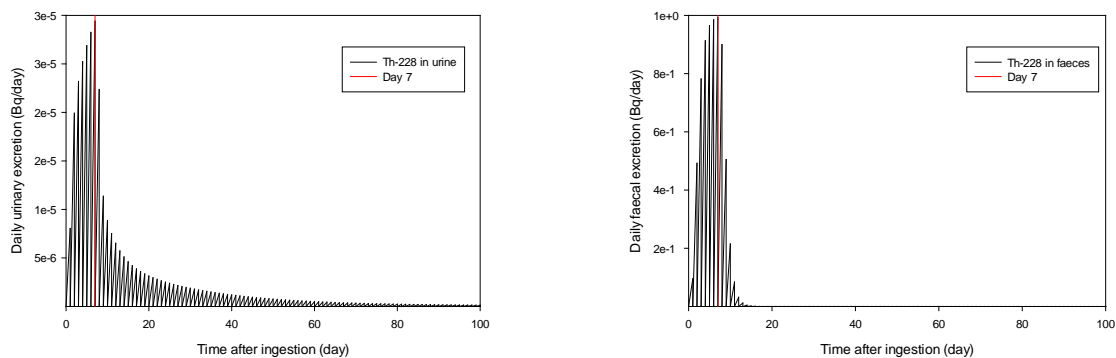 3e-5
3e-5
2e-5
2e-5
1e-5
5e-6
Daily urinary excretion (Bq/day)
Th-228 in urine
Day 7
0 20 40 60 80 100
Time after ingestion (day)
1e+0
8e-1
6e-1
4e-1
2e-1
Daily faecal excretion (Bq/day)
Th-228 in faeces
Day 7
0 20 40 60 80 100
Time after ingestion (day)